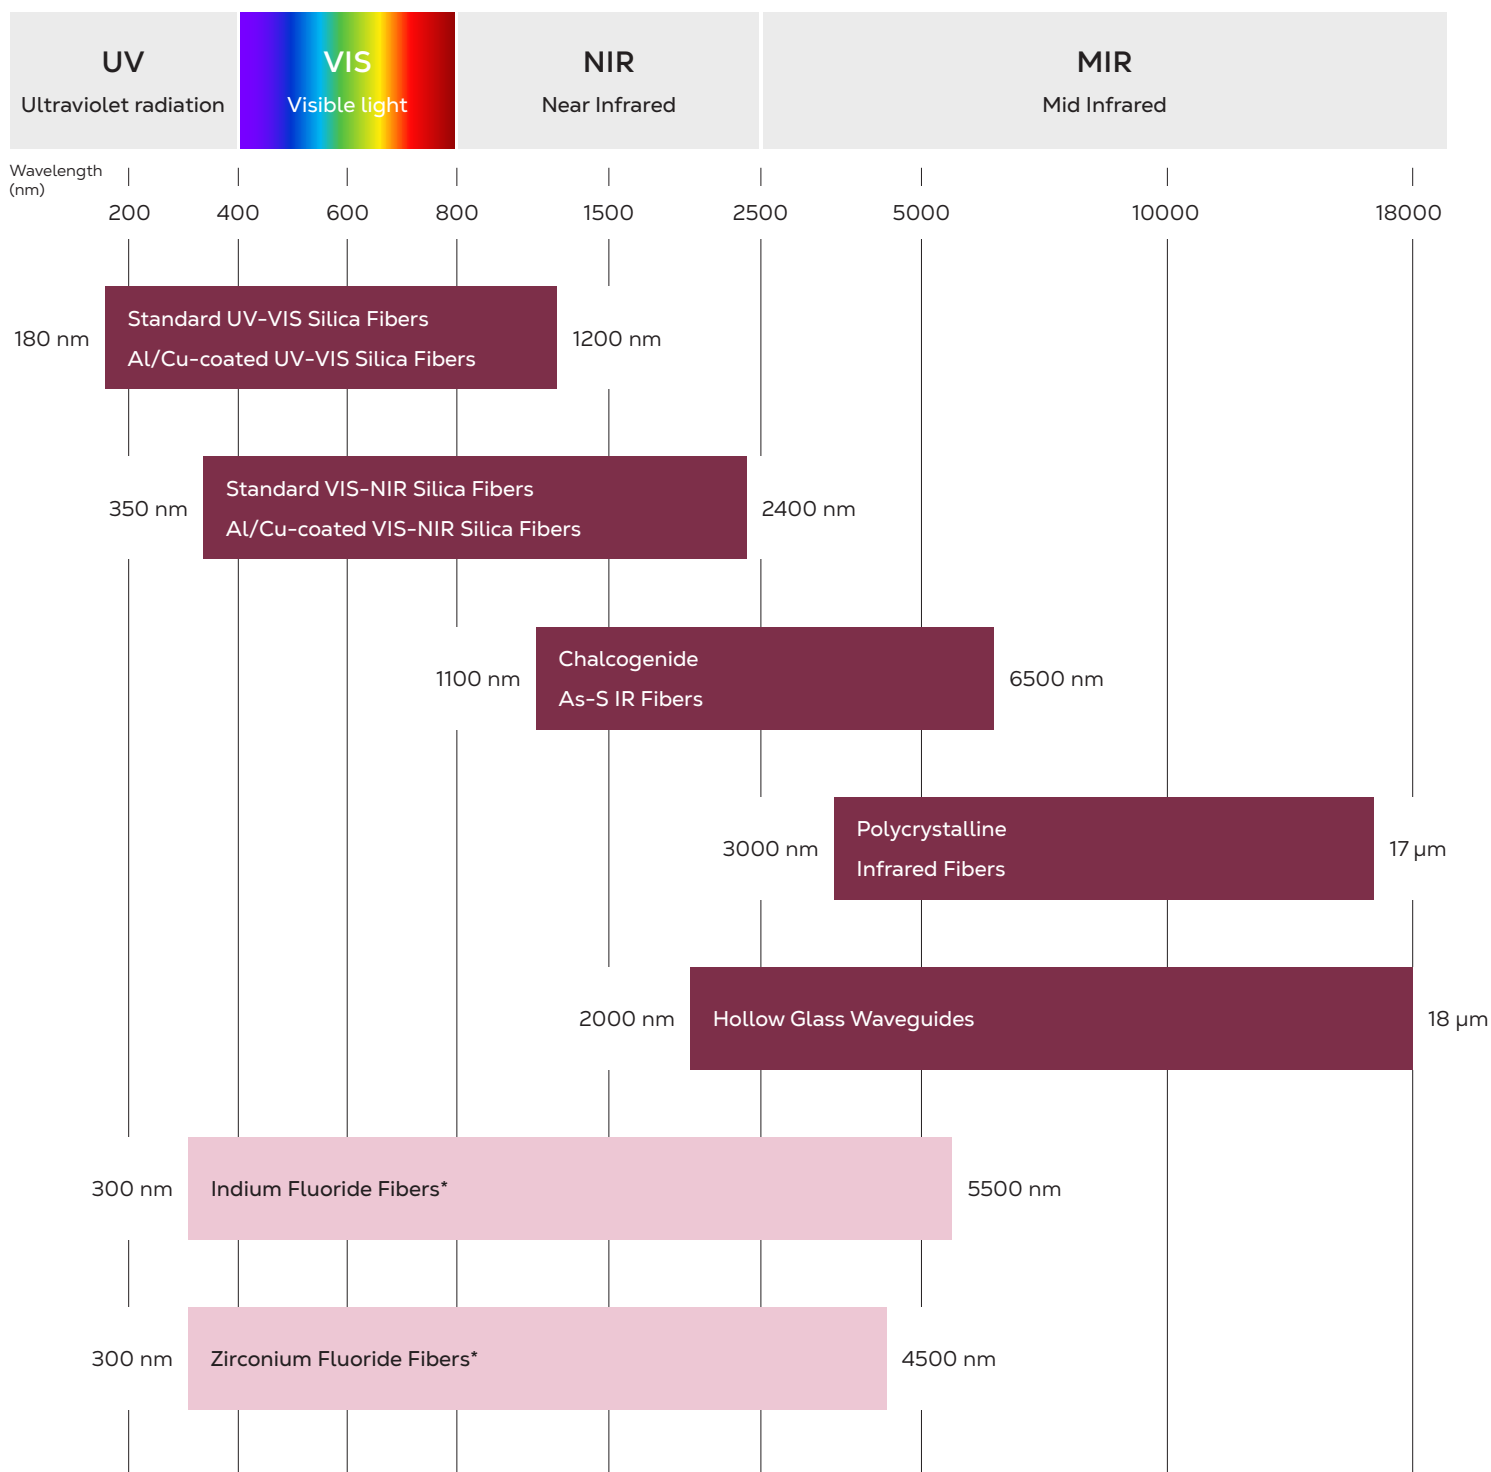 UV
Ultraviolet radiation
VIS
Visible light
NIR
Near Infrared
MIR
Mid Infrared
Wavelength
(nm)
200 400 600 800 1500 2500 5000 10000 18000
180 nm
Standard UV-VIS Silica Fibers
Al/Cu-coated UV-VIS Silica Fibers
1200 nm
350 nm
Standard VIS-NIR Silica Fibers
Al/Cu-coated VIS-NIR Silica Fibers
2400 nm
1100 nm
Chalcogenide
As-S IR Fibers
6500 nm
3000 nm
Polycrystalline
Infrared Fibers
17 µm
2000 nm
Hollow Glass Waveguides
18 µm
300 nm
Indium Fluoride Fibers*
5500 nm
300 nm
Zirconium Fluoride Fibers*
4500 nm